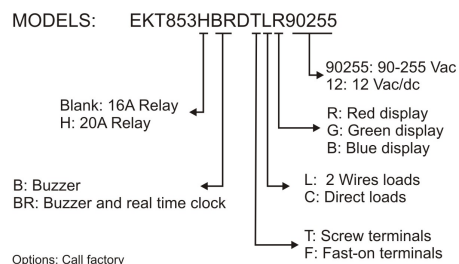 MODELS: EKT853HBRDTLR90255
90255: 90-255 Vac
12: 12 Vac/dc
Blank: 16A Relay
H: 20A Relay
R: Red display
G: Green display
B: Blue display
B: Buzzer
BR: Buzzer and real time clock
L: 2 Wires loads
C: Direct loads
T: Screw terminals
F: Fast-on terminals
Options: Call factory